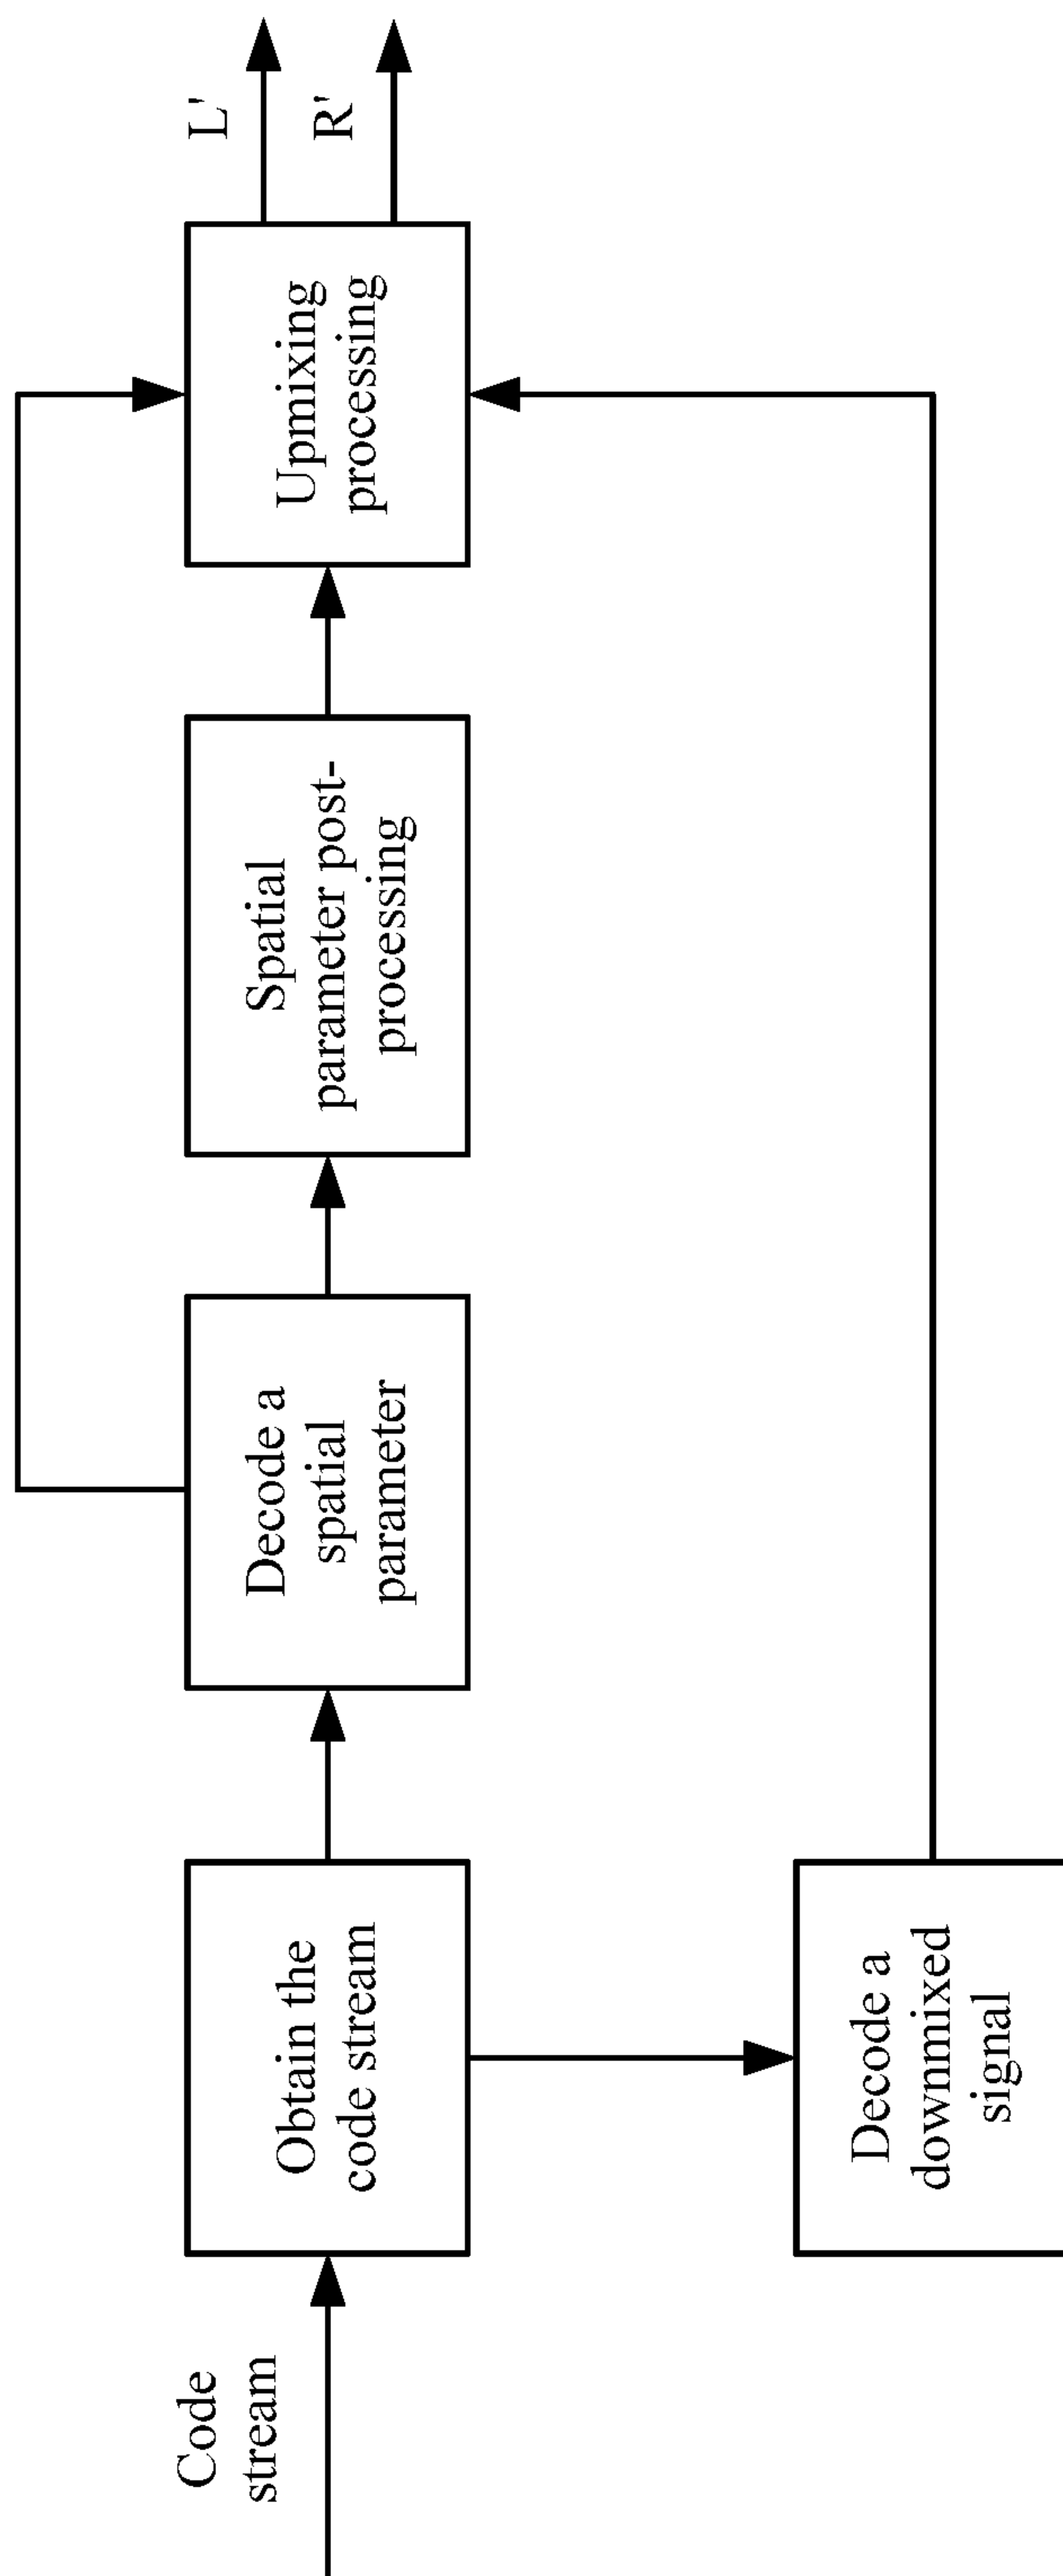 Code
stream
Obtain the
code stream
Decode a
spatial
parameter
Spatial
parameter post-
processing
Upmixing
processing
L'
R'
Decode a
downmixed
signal